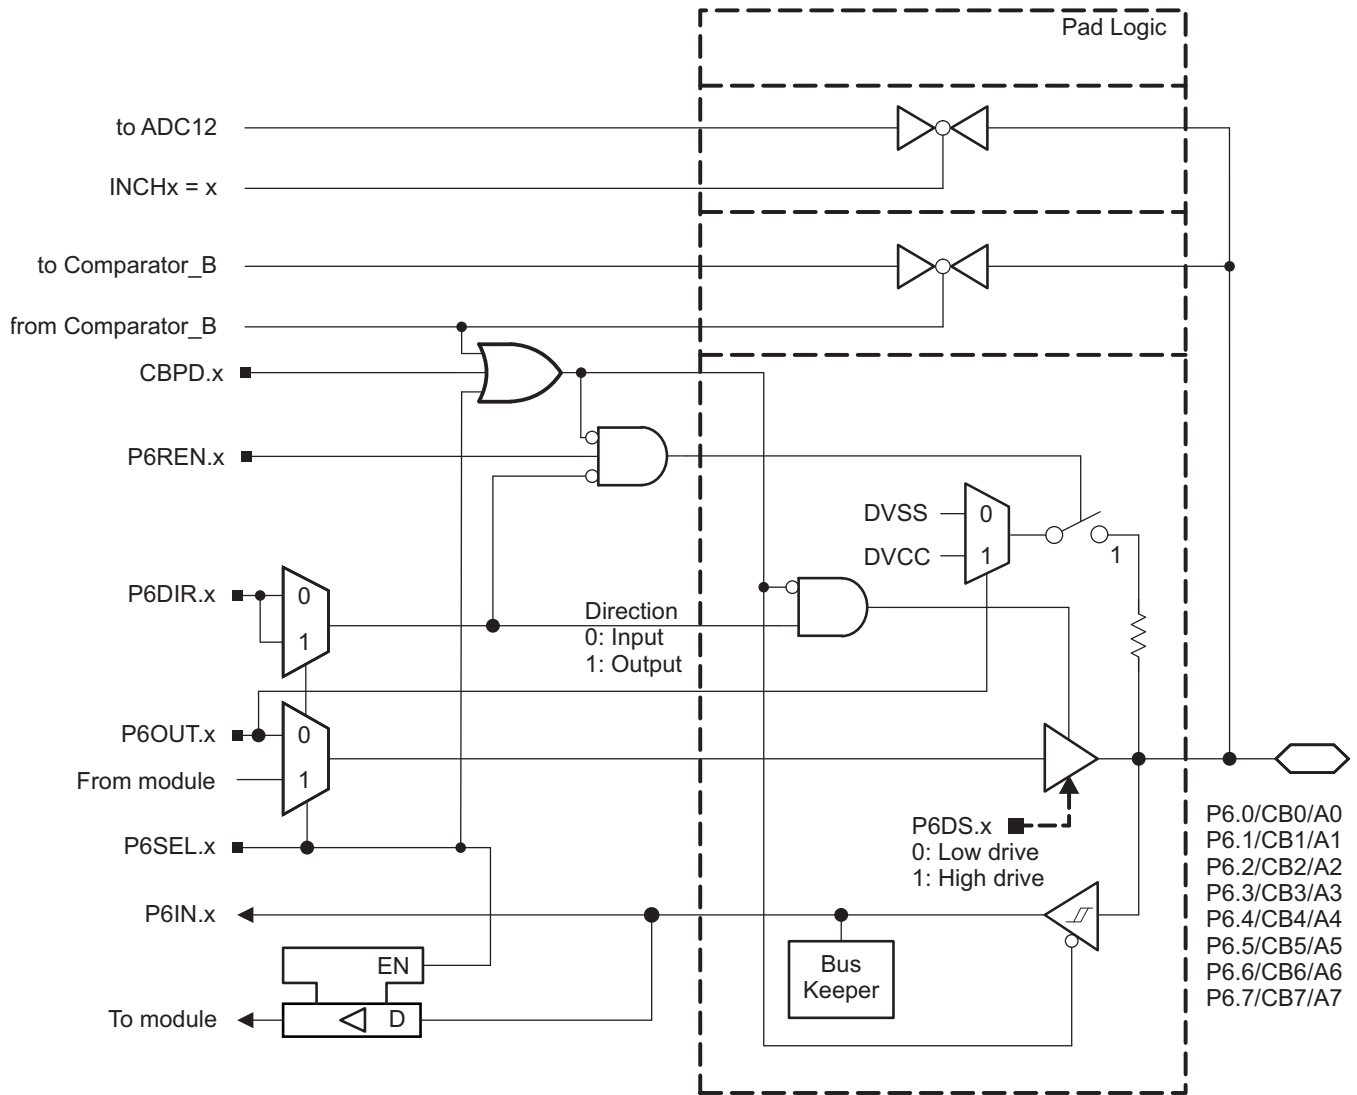 Pad Logic
to ADC12
INCHx = x
to Comparator_B
from Comparator_B
CBPD.x
P6REN.x
DVSS
0
DVCC
1
1
P6DIR.x
0
1
Direction
0: Input
1: Output
P6OUT.x
0
From module
1
P6SEL.x
P6DS.x
0: Low drive
1: High drive
P6.0/CB0/A0
P6.1/CB1/A1
P6.2/CB2/A2
P6.3/CB3/A3
P6.4/CB4/A4
P6.5/CB5/A5
P6.6/CB6/A6
P6.7/CB7/A7
P6IN.x
Bus
Keeper
EN
To module
D